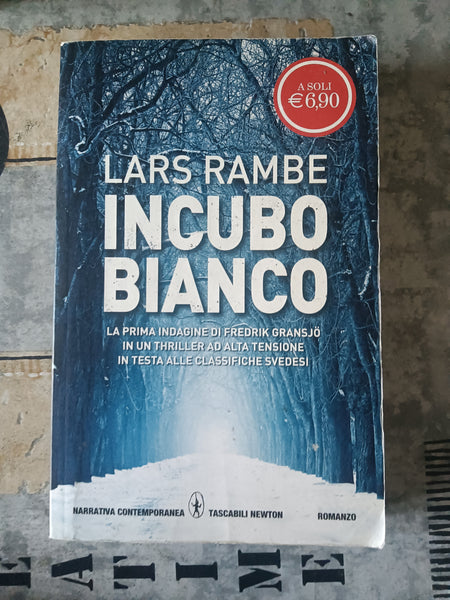 A SOLI
€6,90
LARS RAMBE
INCUBO
BIANCO
LA PRIMA INDAGINE DI FREDRIK GRANSJÖ
IN UN THRILLER AD ALTA TENSIONE
IN TESTA ALLE CLASSIFICHE SVEDESI
NARRATIVA CONTEMPORANEA TASCABILI NEWTON ROMANZO
E A T I M E